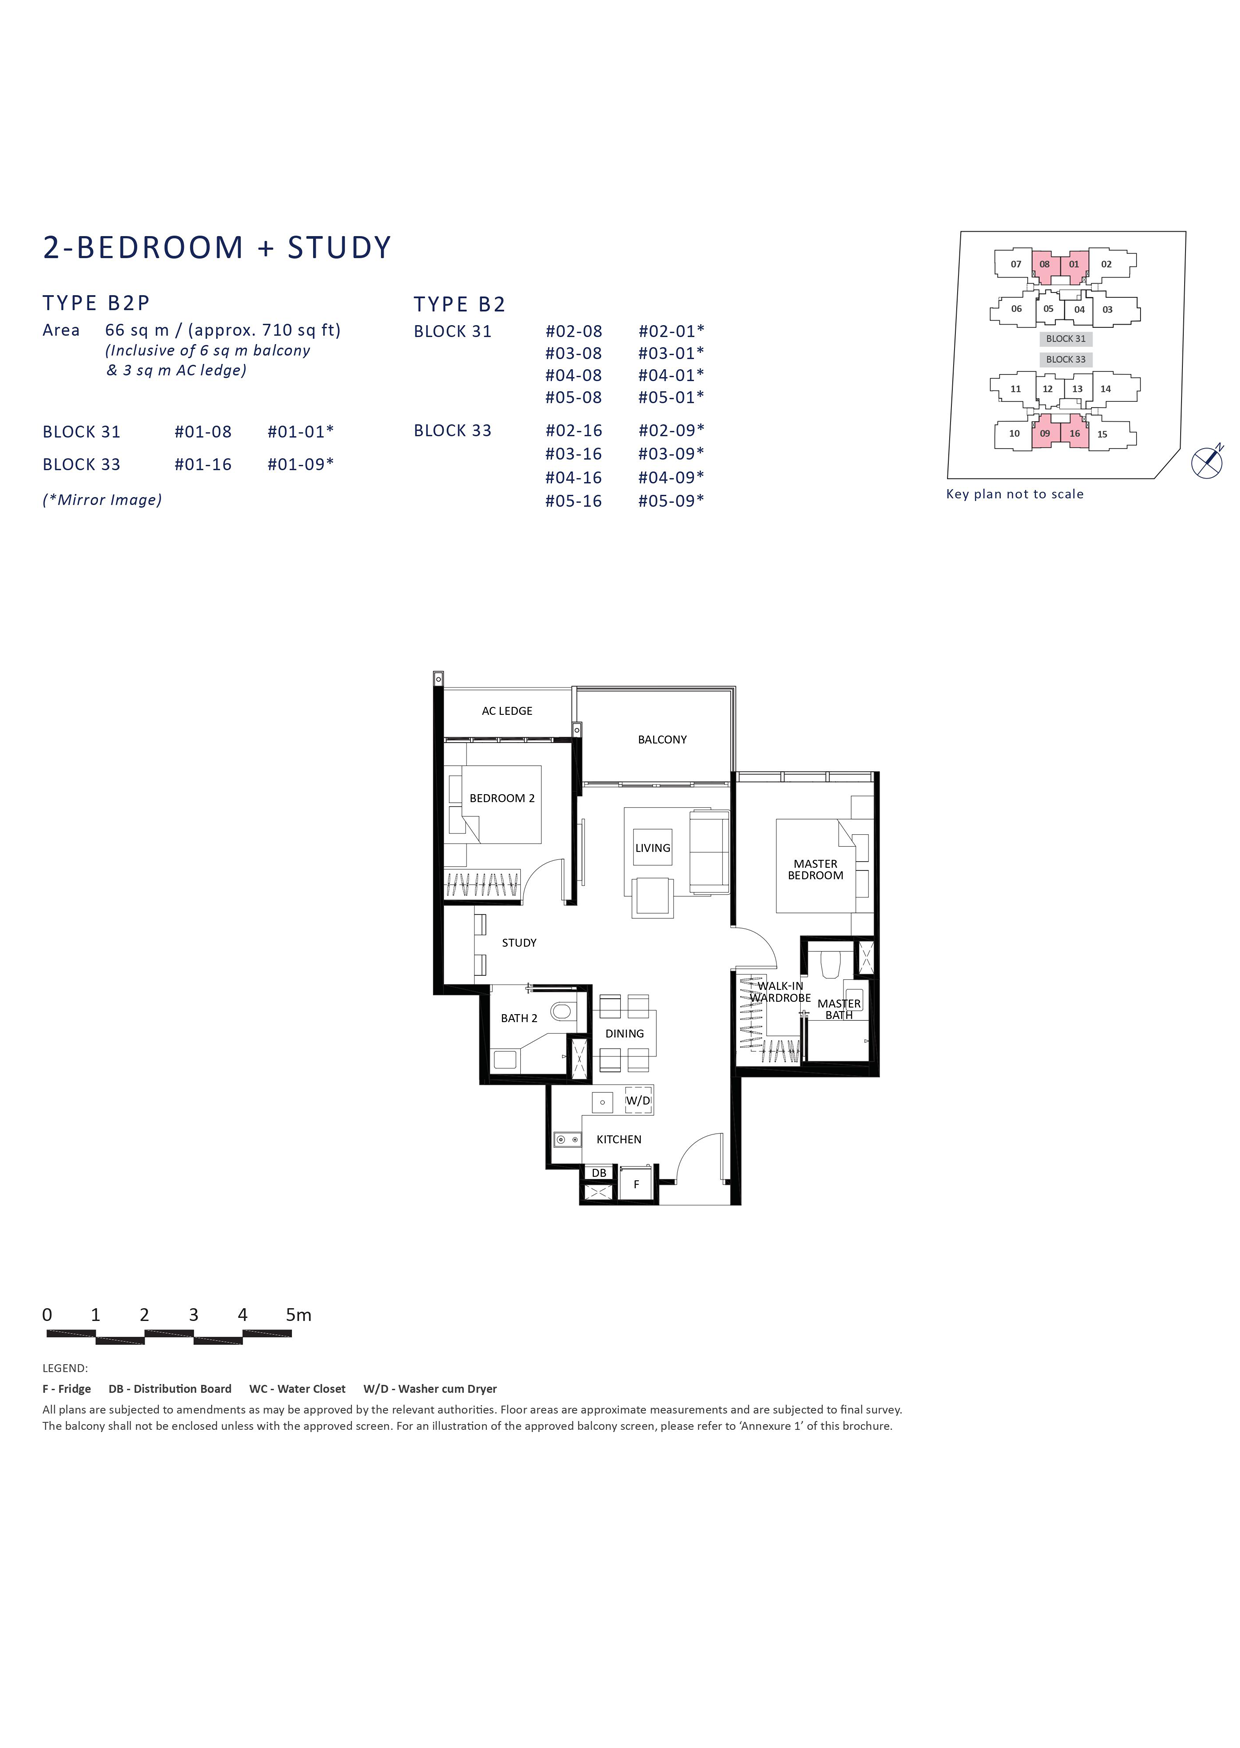 2-BEDROOM + STUDY
TYPE B2P
Area 66 sq m / (approx. 710 sq ft)
(Inclusive of 6 sq m balcony
& 3 sq m AC ledge)
BLOCK 31 #01-08 #01-01*
BLOCK 33 #01-16 #01-09*
(*Mirror Image)
TYPE B2
BLOCK 31 #02-08 #02-01*
#03-08 #03-01*
#04-08 #04-01*
#05-08 #05-01*
BLOCK 33 #02-16 #02-09*
#03-16 #03-09*
#04-16 #04-09*
#05-16 #05-09*
07 08 01 02
06 05 04 03
BLOCK 31
BLOCK 33
11 12 13 14
10 09 16 15
N
Key plan not to scale
AC LEDGE
BALCONY
BEDROOM 2
LIVING
MASTER
BEDROOM
STUDY
WALK-IN
WARDROBE
MASTER
BATH
BATH 2
DINING
W/D
KITCHEN
DB
F
0 1 2 3 4 5m
LEGEND:
F - Fridge DB - Distribution Board WC - Water Closet W/D - Washer cum Dryer
All plans are subjected to amendments as may be approved by the relevant authorities. Floor areas are approximate measurements and are subjected to final survey.
The balcony shall not be enclosed unless with the approved screen. For an illustration of the approved balcony screen, please refer to ‘Annexure 1’ of this brochure.